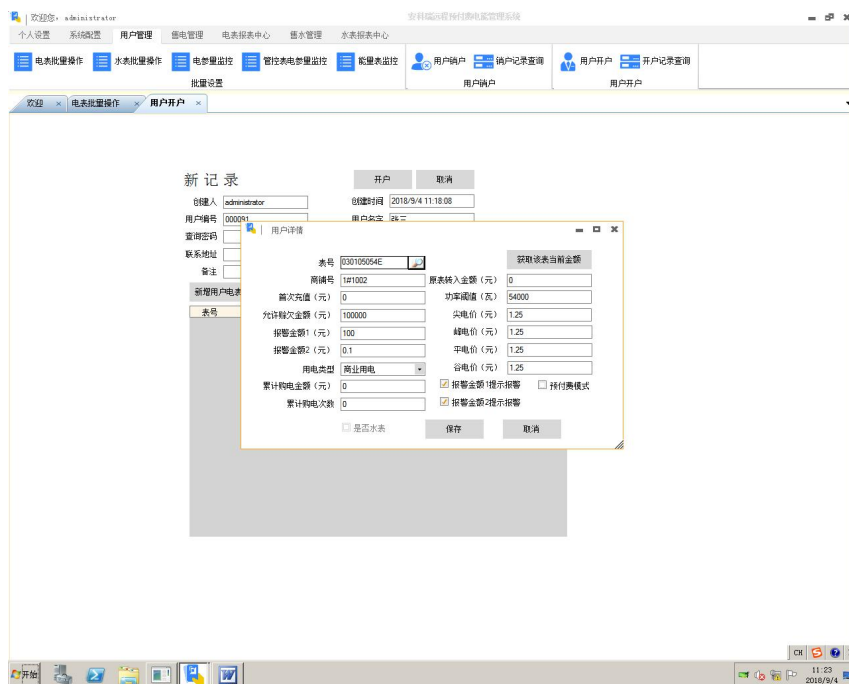 欢迎您: administrator
安科瑞远程预付费电能管理系统
个人设置 系统配置 用户管理 售电管理 电表报表中心 售水管理 水表报表中心
电表批量操作 水表批量操作 电参量监控 管控表电参量监控 能量表监控 用户销户 销户记录查询 用户开户 开户记录查询
批量设置 用户销户 用户开户
欢迎 × 电表批量操作 × 用户开户 ×
新记录 开户 取消
创建人 administrator 创建时间 2018/9/4 11:18:08
用户编号 000091 用户名字 张三
查询密码
联系地址
备注
新增用户电表
表号
用户详情
表号 030105054E 获取该表当前金额
商铺号 1#1002 原表转入金额（元） 0
首次充值（元） 0 功率阈值（瓦） 54000
允许赊欠金额（元） 100000 尖电价（元） 1.25
报警金额1（元） 100 峰电价（元） 1.25
报警金额2（元） 0.1 平电价（元） 1.25
用电类型 商业用电 谷电价（元） 1.25
累计购电金额（元） 0 报警金额1提示报警 预付费模式
累计购电次数 0 报警金额2提示报警
是否水表 保存 取消
CH
开始 11:23
2018/9/4